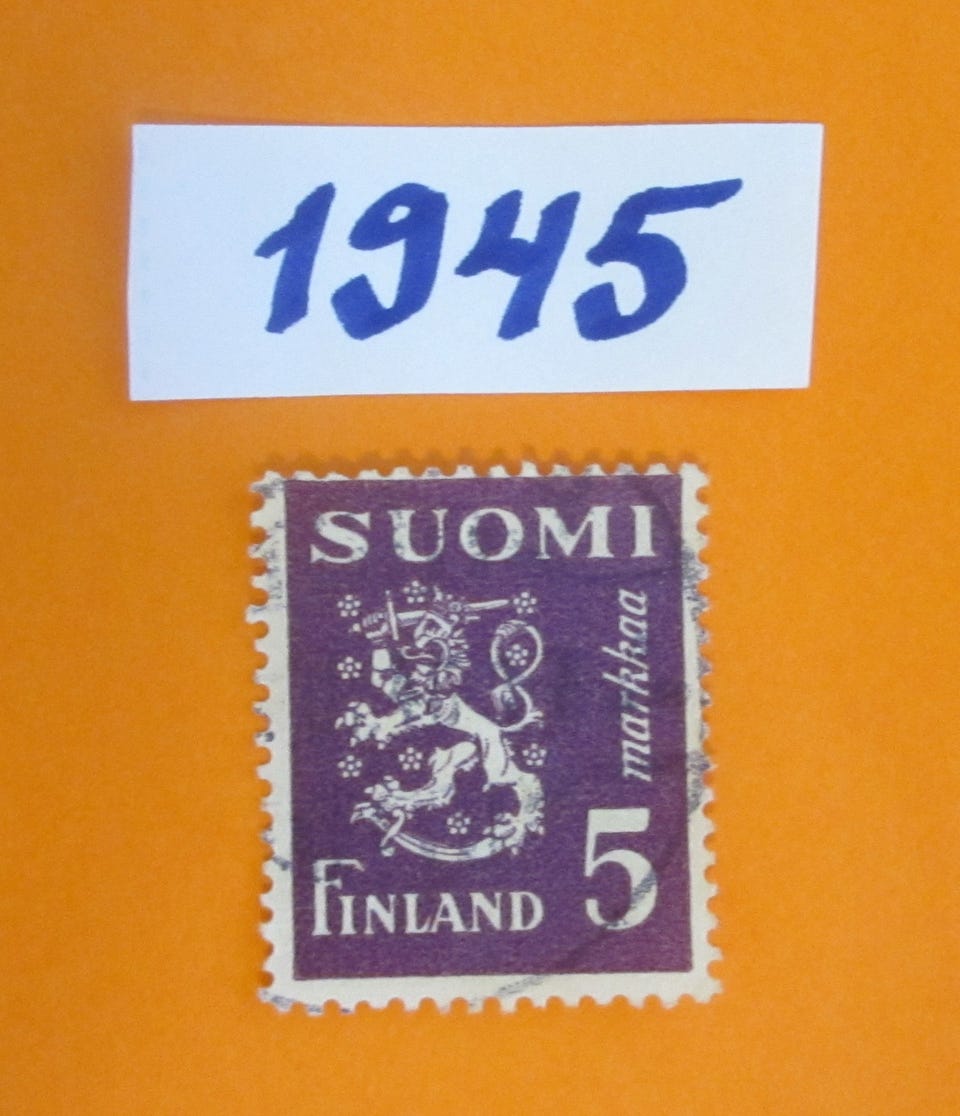 1945
SUOMI
markkaa
5
FINLAND